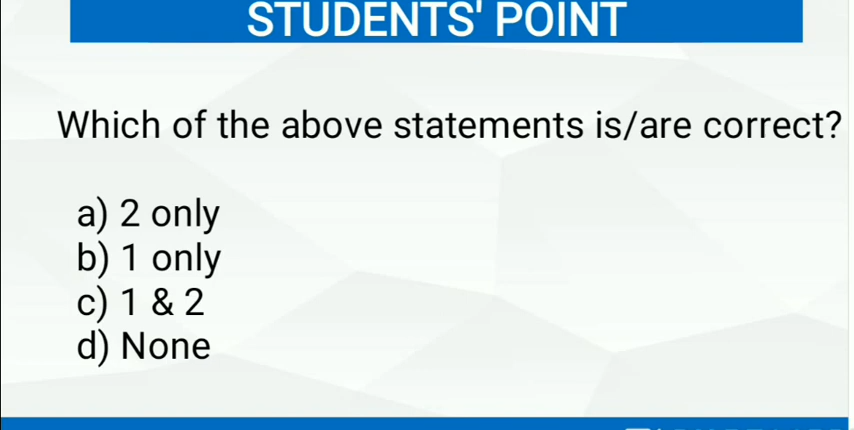 STUDENTS' POINT
Which of the above statements is/are correct?
a) 2 only
b) 1 only
c) 1 & 2
d) None